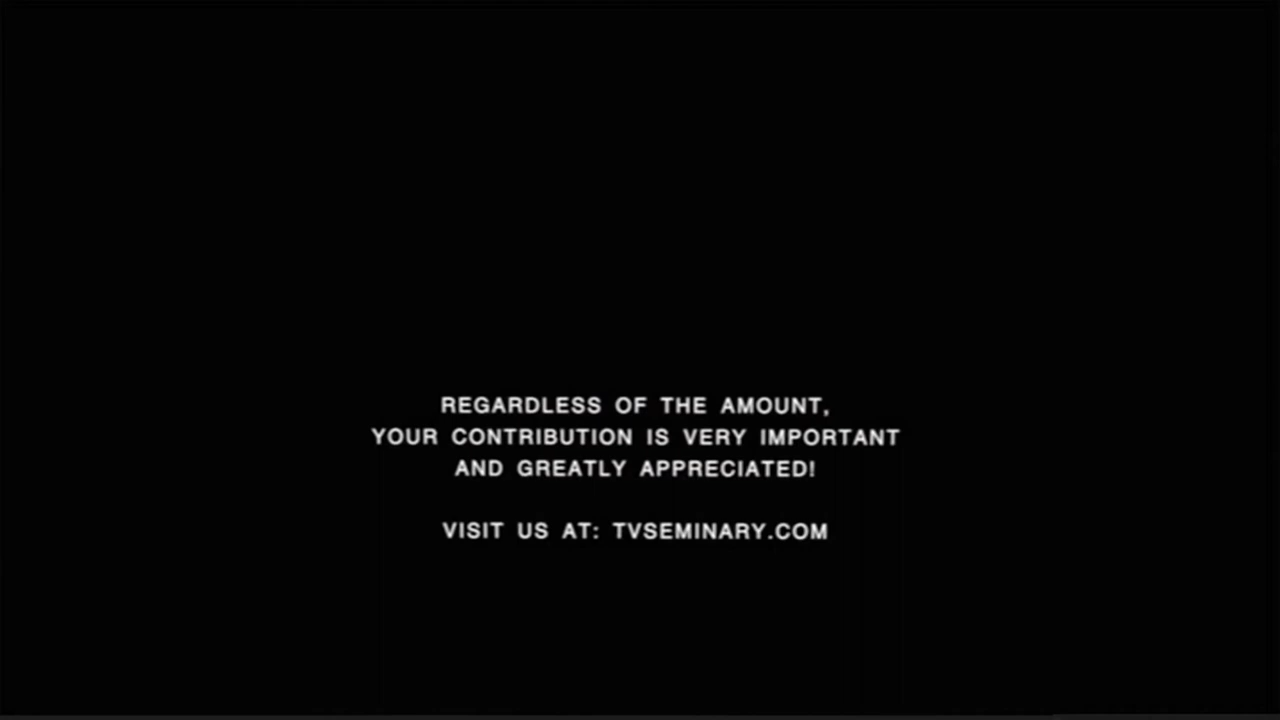 REGARDLESS OF THE AMOUNT,
YOUR CONTRIBUTION IS VERY IMPORTANT
AND GREATLY APPRECIATED!
VISIT US AT: TVSEMINARY.COM